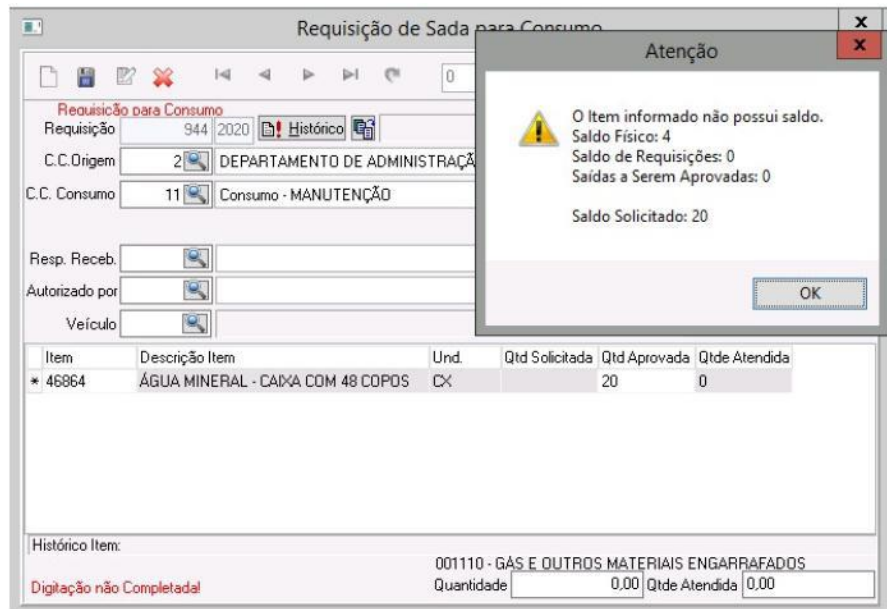 Requisição de Sada para Consumo
x
Atenção
x
0
O Item informado não possui saldo.
Saldo Físico: 4
Saldo de Requisições: 0
Saídas a Serem Aprovadas: 0
Saldo Solicitado: 20
OK
Requisição para Consumo
Requisição 944 2020 Histórico
C.C.Origem 2 DEPARTAMENTO DE ADMINISTRAÇÃ
C.C. Consumo 11 Consumo - MANUTENÇÃO
Resp. Receb.
Autorizado por
Veículo
Item Descrição Item Und. Qtd Solicitada Qtd Aprovada Qtde Atendida
* 46864 ÁGUA MINERAL - CAIXA COM 48 COPOS CX 20 0
Histórico Item:
001110 - GÁS E OUTROS MATERIAIS ENGARRAFADOS
Digitação não Completada! Quantidade 0,00 Qtde Atendida 0,00